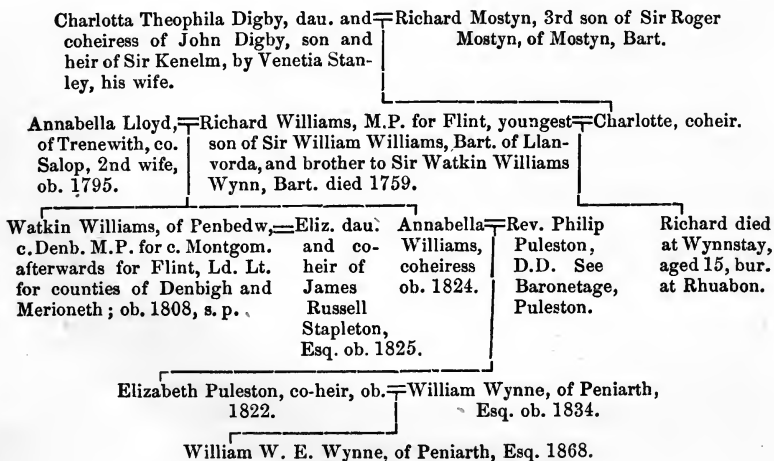 Charlotta Theophila Digby, dau. and
coheiress of John Digby, son and
heir of Sir Kenelm, by Venetia Stan-
ley, his wife.
Richard Mostyn, 3rd son of Sir Roger
Mostyn, of Mostyn, Bart.
Annabella Lloyd,
of Trenewith, co.
Salop, 2nd wife,
ob. 1795.
Richard Williams, M.P. for Flint, youngest
son of Sir William Williams, Bart. of Llan-
vorda, and brother to Sir Watkin Williams
Wynn, Bart. died 1759.
Charlotte, coheir.
Watkin Williams, of Penbedw,
c. Denb. M.P. for c. Montgom.
afterwards for Flint, Ld. Lt.
for counties of Denbigh and
Merioneth; ob. 1808, s. p.
Eliz. dau.
and co-
heir of
James
Russell
Stapleton,
Esq. ob. 1825.
Annabella
Williams,
coheiress
ob. 1824.
Rev. Philip
Puleston,
D.D. See
Baronetage,
Puleston.
Richard died
at Wynnstay,
aged 15, bur.
at Rhuabon.
Elizabeth Puleston, co-heir, ob.
1822.
William Wynne, of Peniarth,
Esq. ob. 1834.
William W. E. Wynne, of Peniarth, Esq. 1868.